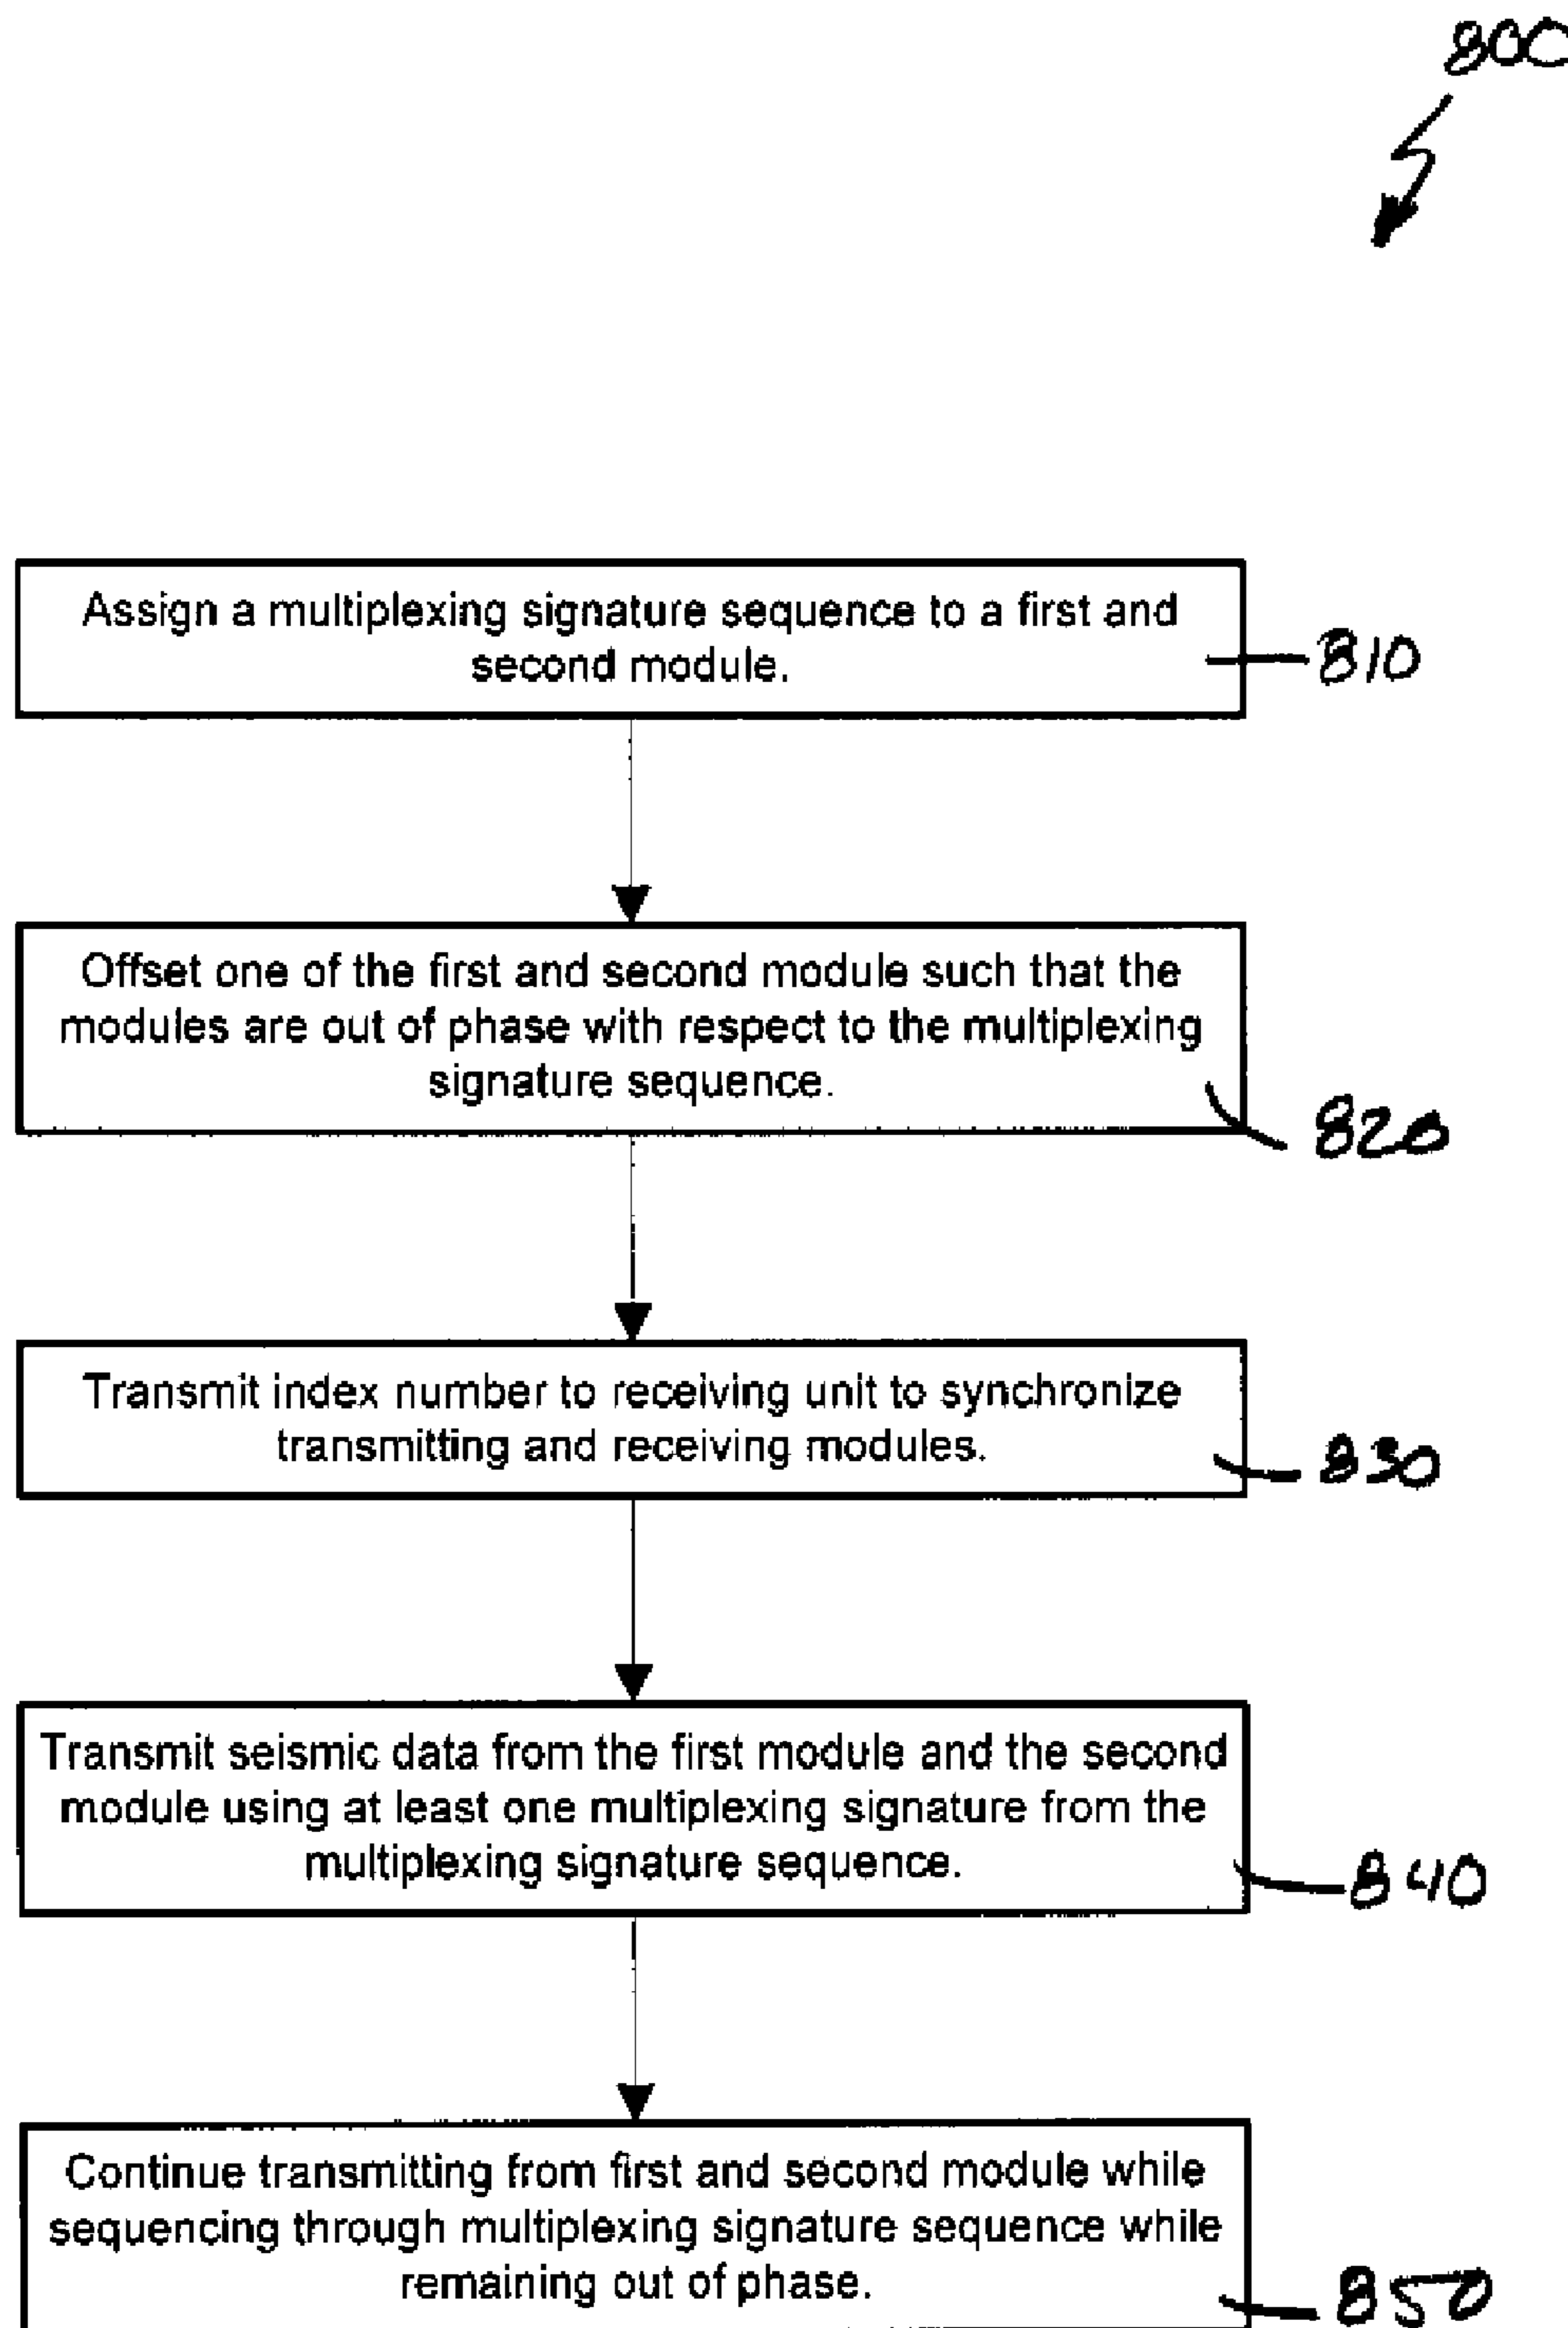 800
Assign a multiplexing signature sequence to a first and
second module.
810
Offset one of the first and second module such that the
modules are out of phase with respect to the multiplexing
signature sequence.
820
Transmit index number to receiving unit to synchronize
transmitting and receiving modules.
830
Transmit seismic data from the first module and the second
module using at least one multiplexing signature from the
multiplexing signature sequence.
840
Continue transmitting from first and second module while
sequencing through multiplexing signature sequence while
remaining out of phase.
850